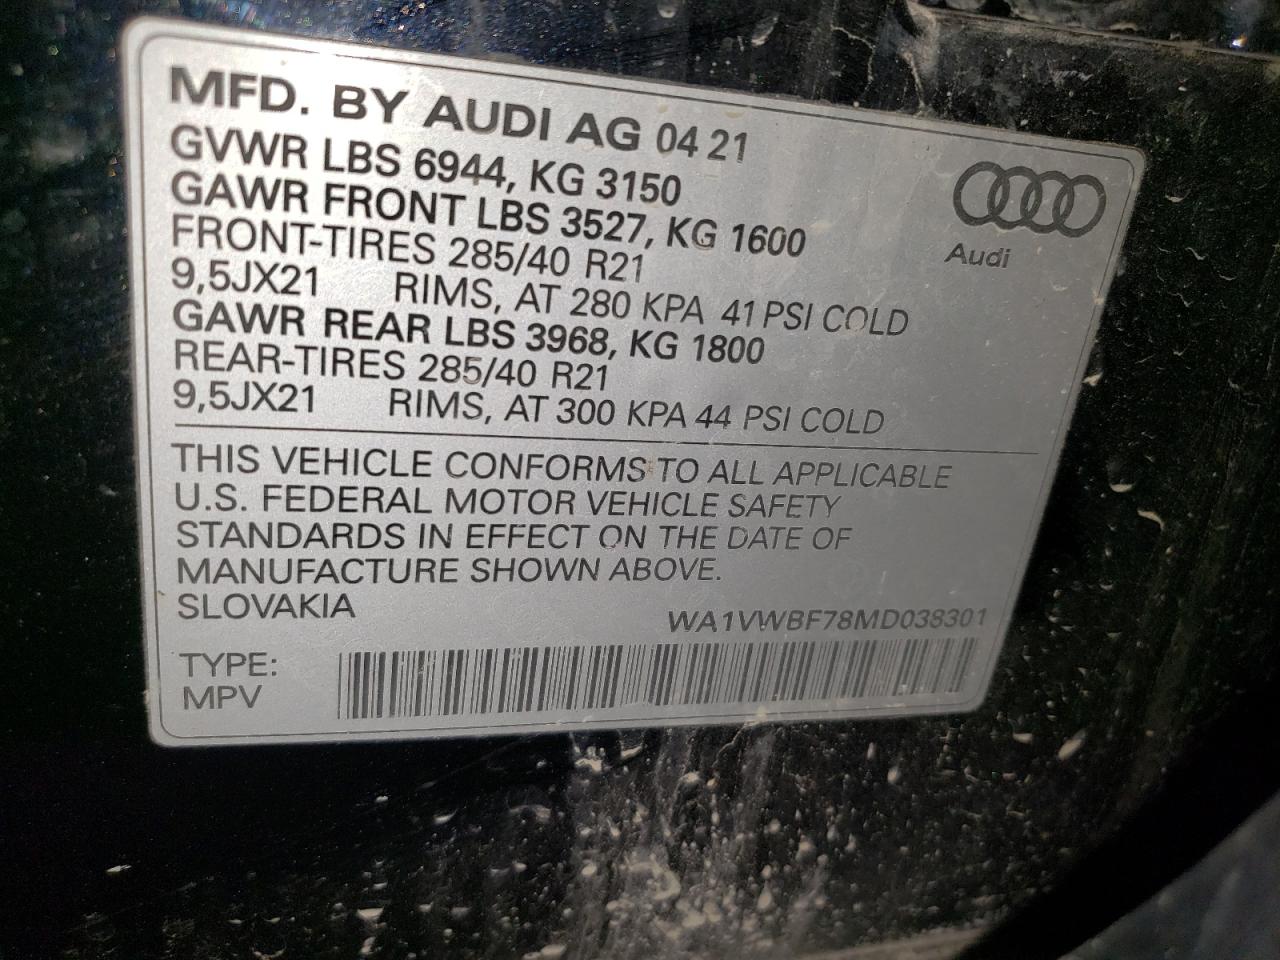 MFD. BY AUDI AG 04 21
GVWR LBS 6944, KG 3150
GAWR FRONT LBS 3527, KG 1600
FRONT-TIRES 285/40 R21
9,5JX21 RIMS, AT 280 KPA 41 PSI COLD
GAWR REAR LBS 3968, KG 1800
REAR-TIRES 285/40 R21
9,5JX21 RIMS, AT 300 KPA 44 PSI COLD
Audi
THIS VEHICLE CONFORMS TO ALL APPLICABLE
U.S. FEDERAL MOTOR VEHICLE SAFETY
STANDARDS IN EFFECT ON THE DATE OF
MANUFACTURE SHOWN ABOVE.
SLOVAKIA
WA1VWBF78MD038301
TYPE:
MPV